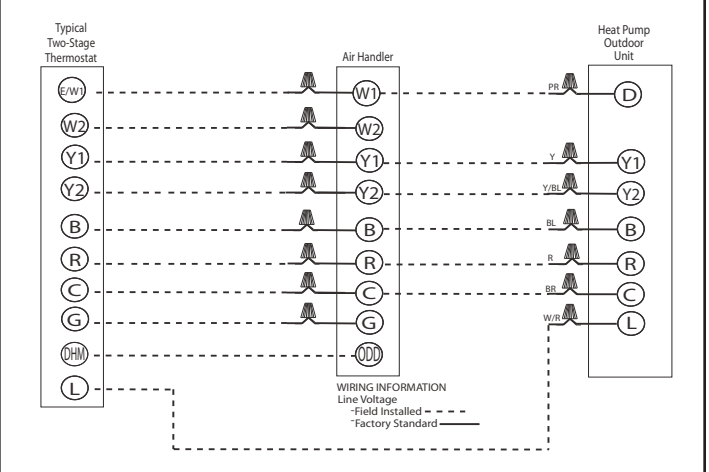 Typical
Two-Stage
Thermostat
Air Handler
Heat Pump
Outdoor
Unit
E/W1
W1
PR
D
W2
W2
Y1
Y1
Y
Y1
Y2
Y2
Y/BL
Y2
B
B
BL
B
R
R
R
R
C
C
BR
C
G
G
W/R
L
DHM
ODD
L
WIRING INFORMATION
Line Voltage
-Field Installed
-Factory Standard